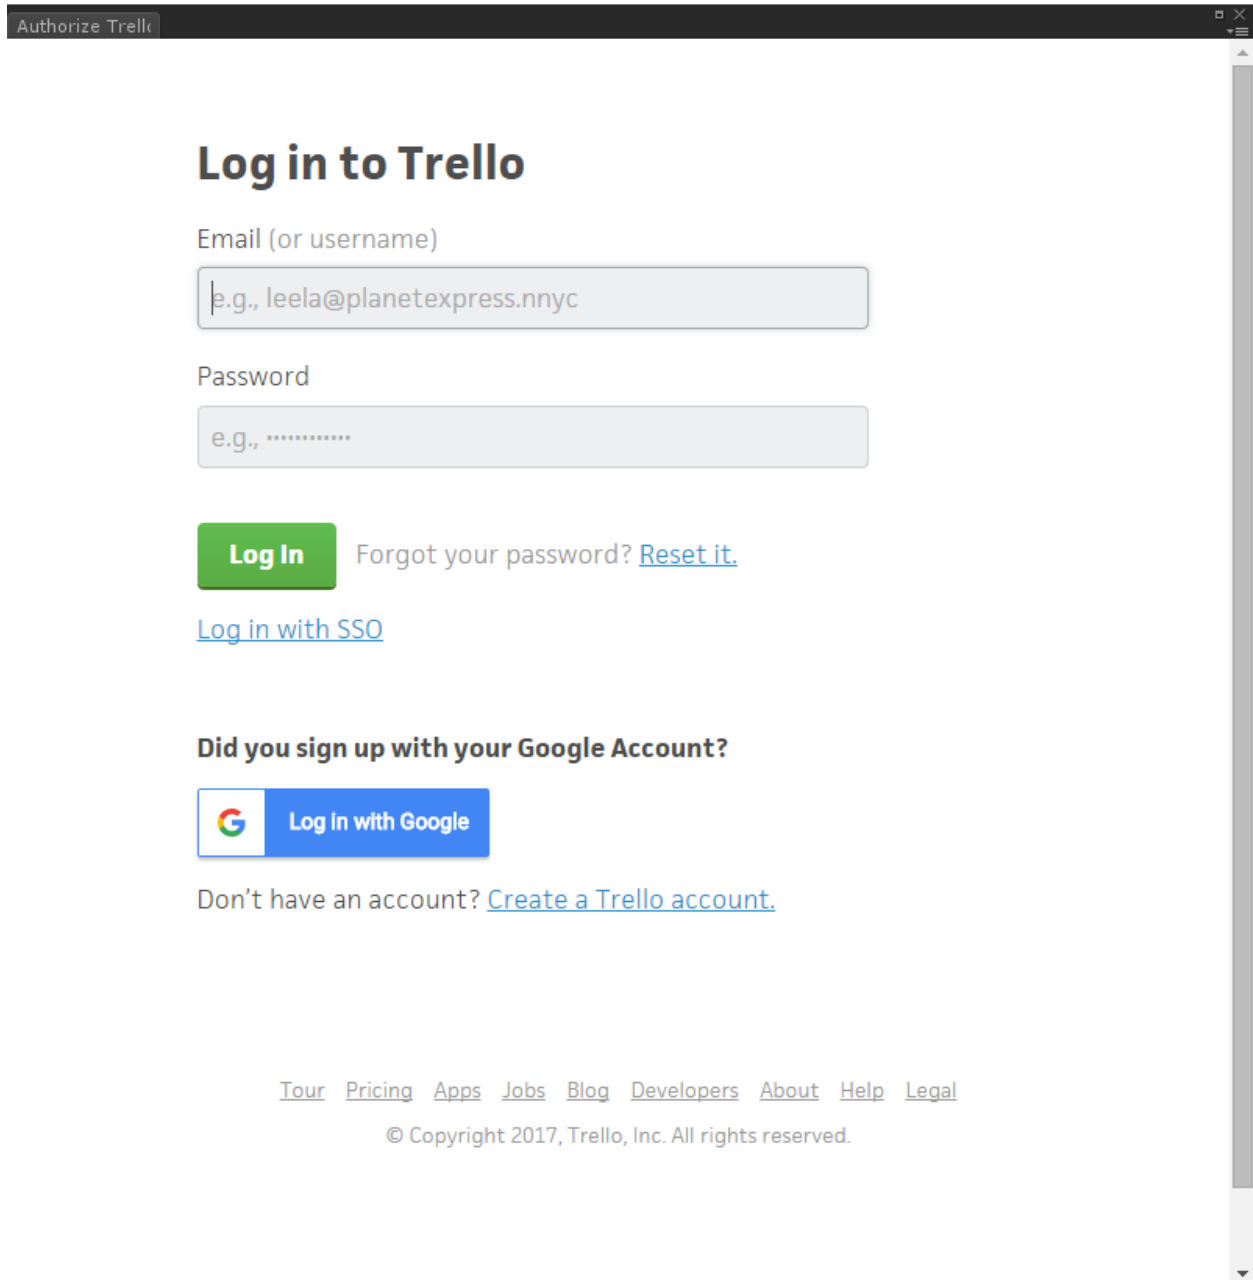 Authorize Trello
Log in to Trello
Email (or username)
e.g., leela@planetexpress.nnyc
Password
e.g., ••••••••••••
Log In Forgot your password? Reset it.
Log in with SSO
Did you sign up with your Google Account?
G Log in with Google
Don't have an account? Create a Trello account.
Tour Pricing Apps Jobs Blog Developers About Help Legal
© Copyright 2017, Trello, Inc. All rights reserved.